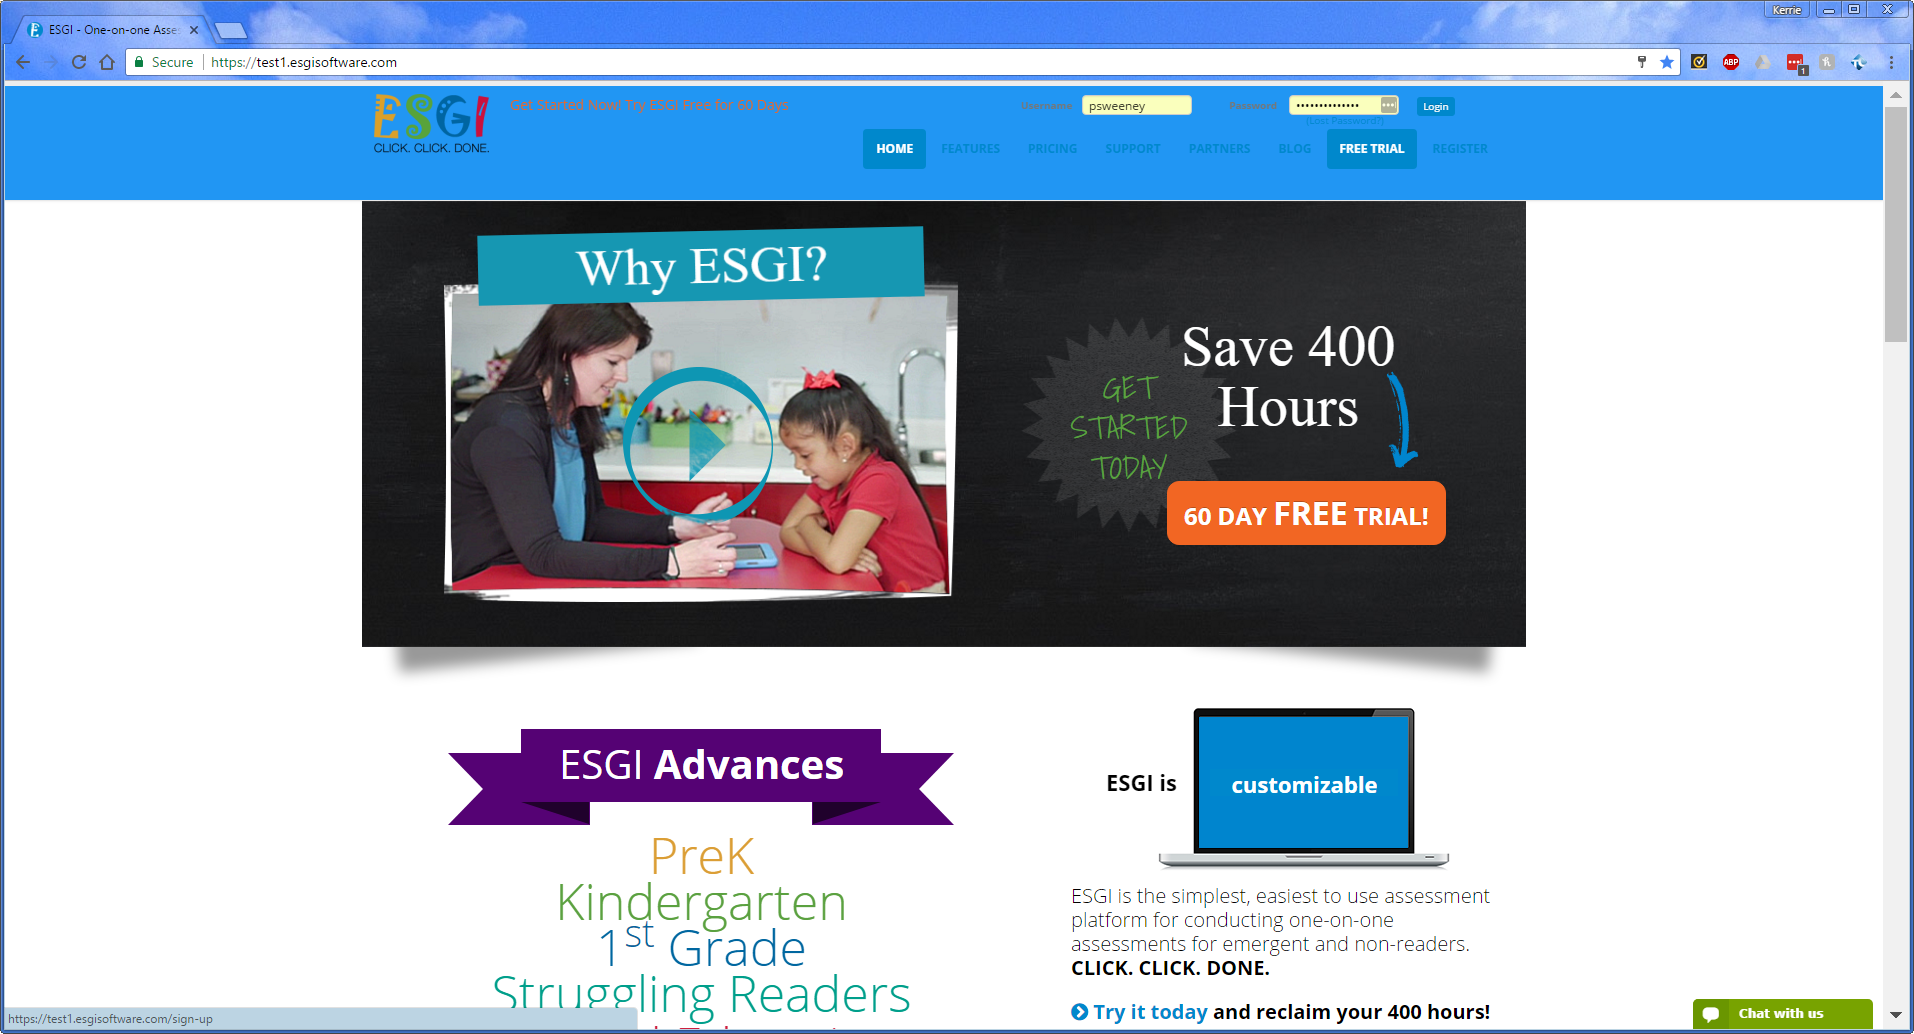 Kerrie
ESGI - One-on-one Asse
Secure
https://test1.esgisoftware.com
ABP
1
ESGI
CLICK. CLICK. DONE.
Get Started Now! Try ESGI Free for 60 Days
Username
psweeney
Password
Login
(Lost Password?)
HOME
FEATURES
PRICING
SUPPORT
PARTNERS
BLOG
FREE TRIAL
REGISTER
Why ESGI?
GET
STARTED
TODAY
Save 400
Hours
60 DAY FREE TRIAL!
ESGI Advances
PreK
Kindergarten
1st Grade
Struggling Readers
ESGI is
customizable
ESGI is the simplest, easiest to use assessment
platform for conducting one-on-one
assessments for emergent and non-readers.
CLICK. CLICK. DONE.
Try it today and reclaim your 400 hours!
https://test1.esgisoftware.com/sign-up
Chat with us